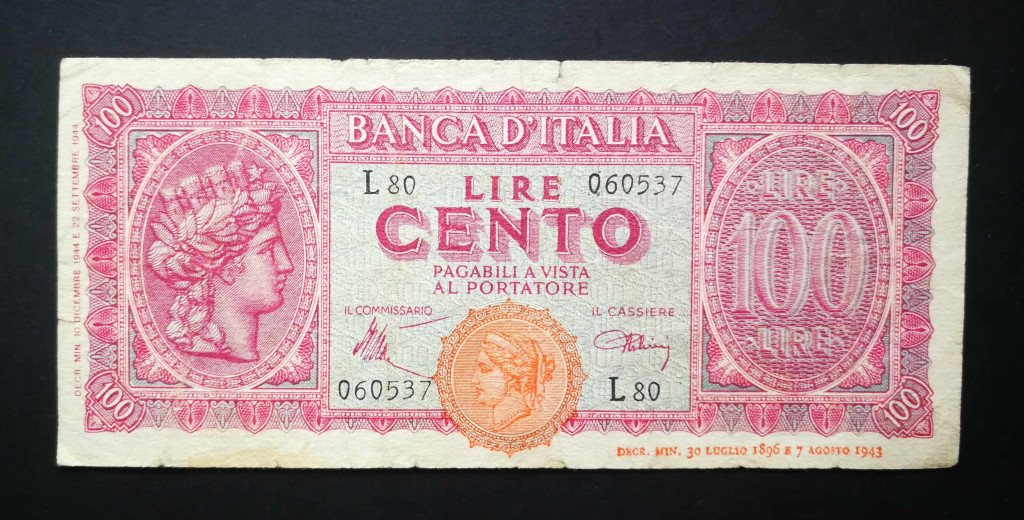 100
100
BANCA D'ITALIA
L 80
LIRE
060537
CENTO
PAGABILI A VISTA
AL PORTATORE
IL COMMISSARIO
IL CASSIERE
060537
L 80
LIRE
100
LIRE
100
100
DECR. MIN. 10 DICEMBRE 1944 E 22 SETTEMBRE 1944
DECR. MIN. 30 LUGLIO 1896 E 7 AGOSTO 1943